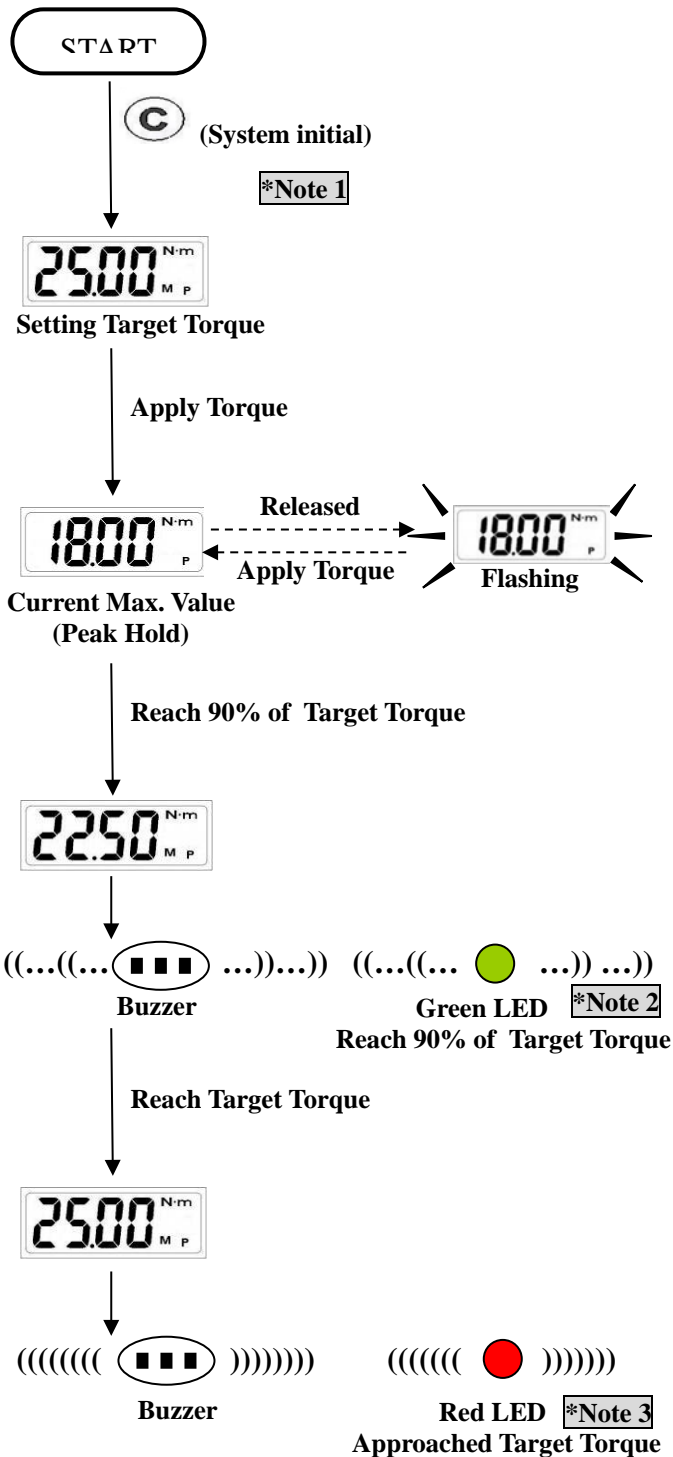 START
C
(System initial)
*Note 1
25.00 N·m M P
Setting Target Torque
Apply Torque
18.00 N·m P
Released
Apply Torque
18.00 N·m P
Flashing
Current Max. Value
(Peak Hold)
Reach 90% of Target Torque
22.50 N·m M P
((…((… …))…)) ((…((… …)) …))
Buzzer
Green LED *Note 2
Reach 90% of Target Torque
Reach Target Torque
25.00 N·m M P
(((((((( )))))))) ((((((( )))))))
Buzzer
Red LED *Note 3
Approached Target Torque